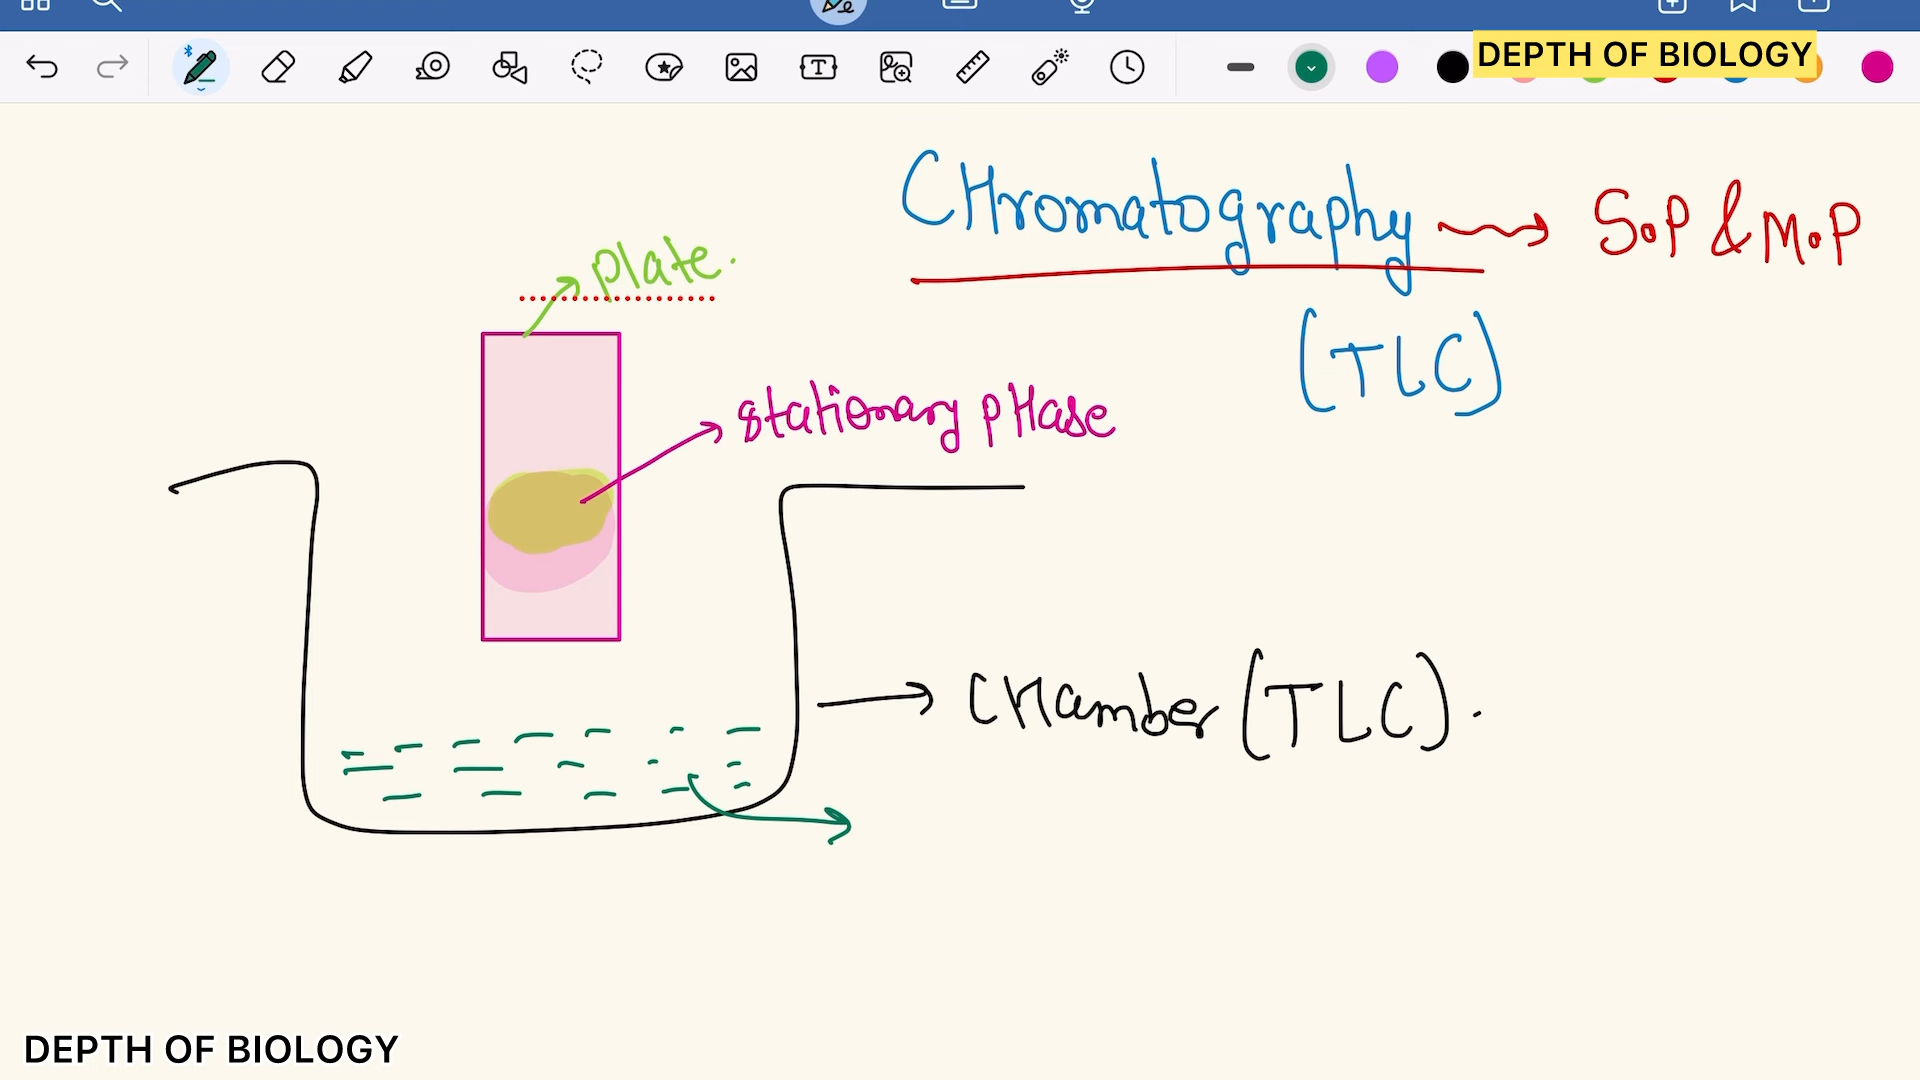 DEPTH OF BIOLOGY
CHromatography → S.P & M.P
(TLC)
plate.
stationary pHase
CHamber (TLC).
DEPTH OF BIOLOGY